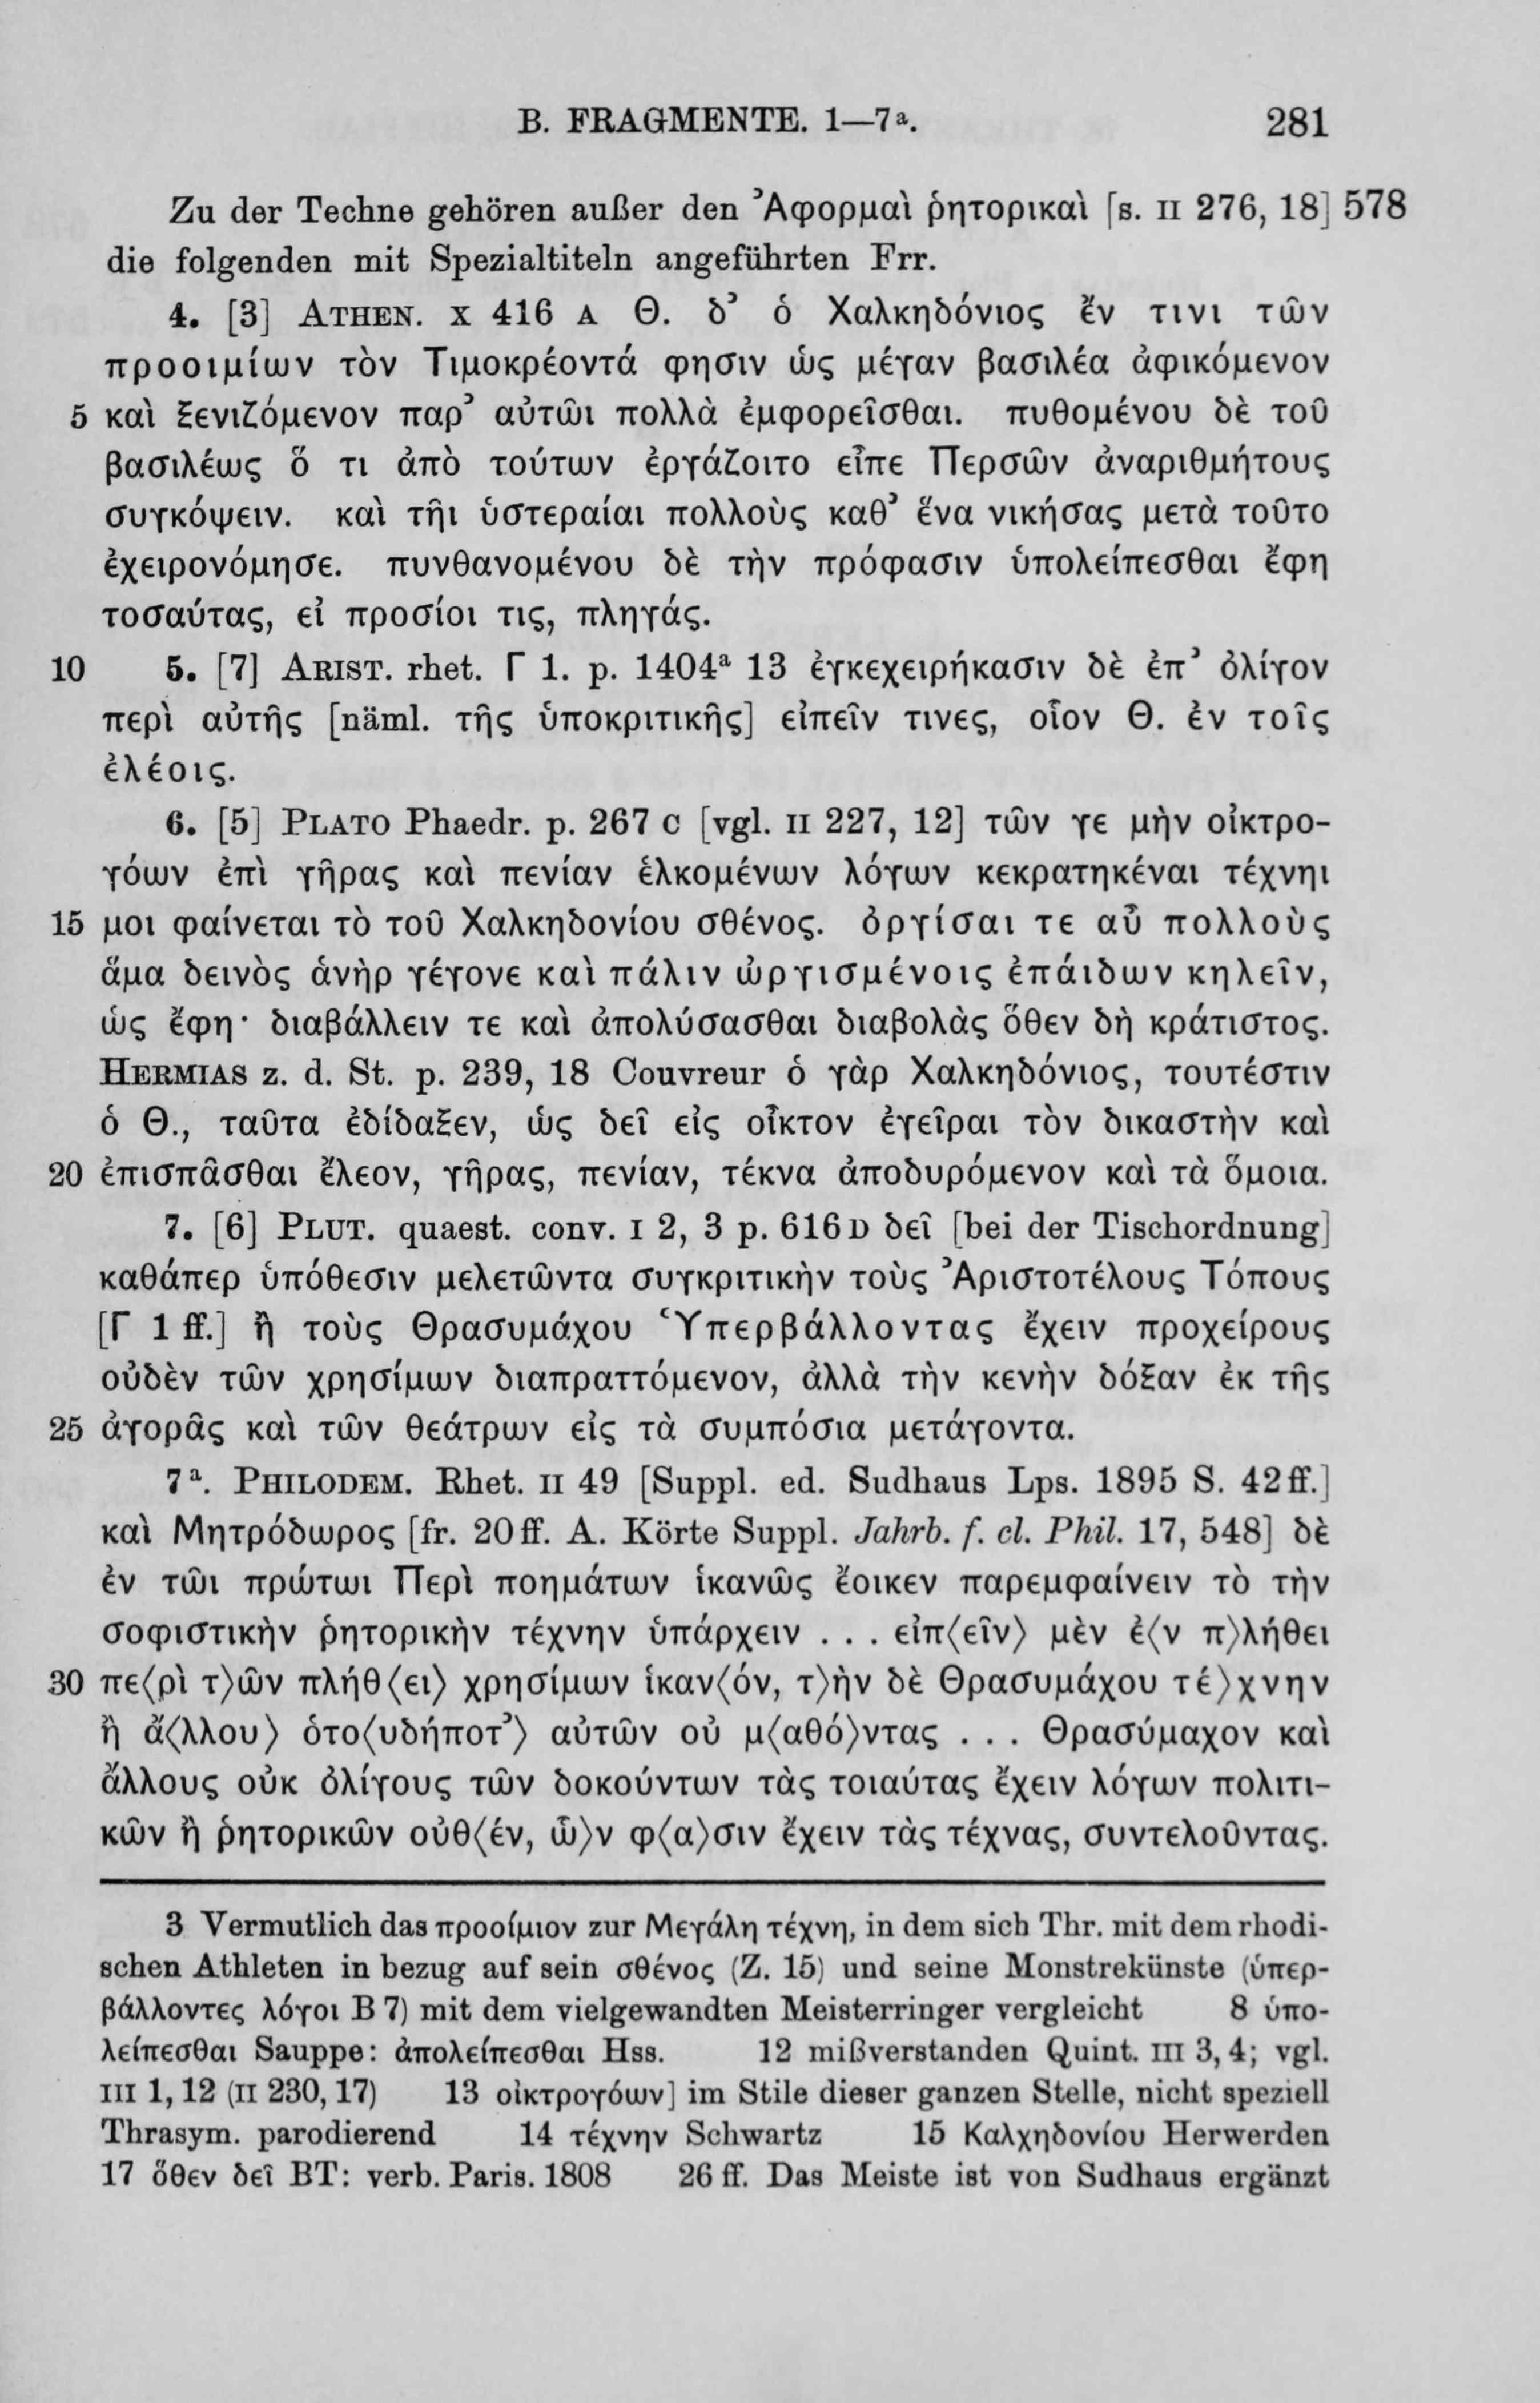 B. FRAGMENTE. 1—7ª. 281
Zu der Techne gehören außer den Ἀφορμαὶ ῥητορικαὶ [s. II 276, 18] 578
die folgenden mit Spezialtiteln angeführten Frr.
4. [3] ATHEN. X 416 A Θ. δ' ὁ Χαλκηδόνιος ἔν τινι τῶν
προοιμίων τὸν Τιμοκρέοντά φησιν ὡς μέγαν βασιλέα ἀφικόμενον
5 καὶ ξενιζόμενον παρ' αὐτῶι πολλὰ ἐμφορεῖσθαι. πυθομένου δὲ τοῦ
βασιλέως ὅ τι ἀπὸ τούτων ἐργάζοιτο εἶπε Περσῶν ἀναριθμήτους
συγκόψειν. καὶ τῆι ὑστεραίαι πολλοὺς καθ' ἕνα νικήσας μετὰ τοῦτο
ἐχειρονόμησε. πυνθανομένου δὲ τὴν πρόφασιν ὑπολείπεσθαι ἔφη
τοσαύτας, εἰ προσίοι τις, πληγάς.
10 5. [7] ARIST. rhet. Γ 1. p. 1404ª 13 ἐγκεχειρήκασιν δὲ ἐπ' ὀλίγον
περὶ αὐτῆς [näml. τῆς ὑποκριτικῆς] εἰπεῖν τινες, οἷον Θ. ἐν τοῖς
ἐλέοις.
6. [5] PLATO Phaedr. p. 267 C [vgl. II 227, 12] τῶν γε μὴν οἰκτρο-
γόων ἐπὶ γῆρας καὶ πενίαν ἑλκομένων λόγων κεκρατηκέναι τέχνηι
15 μοι φαίνεται τὸ τοῦ Χαλκηδονίου σθένος. ὀργίσαι τε αὖ πολλοὺς
ἅμα δεινὸς ἁνὴρ γέγονε καὶ πάλιν ὠργισμένοις ἐπάιδων κηλεῖν,
ὡς ἔφη· διαβάλλειν τε καὶ ἀπολύσασθαι διαβολὰς ὅθεν δὴ κράτιστος.
HERMIAS z. d. St. p. 239, 18 Couvreur ὁ γὰρ Χαλκηδόνιος, τουτέστιν
ὁ Θ., ταῦτα ἐδίδαξεν, ὡς δεῖ εἰς οἶκτον ἐγεῖραι τὸν δικαστὴν καὶ
20 ἐπισπᾶσθαι ἔλεον, γῆρας, πενίαν, τέκνα ἀποδυρόμενον καὶ τὰ ὅμοια.
7. [6] PLUT. quaest. conv. I 2, 3 p. 616 D δεῖ [bei der Tischordnung]
καθάπερ ὑπόθεσιν μελετῶντα συγκριτικὴν τοὺς Ἀριστοτέλους Τόπους
[Γ 1 ff.] ἢ τοὺς Θρασυμάχου Ὑπερβάλλοντας ἔχειν προχείρους
οὐδὲν τῶν χρησίμων διαπραττόμενον, ἀλλὰ τὴν κενὴν δόξαν ἐκ τῆς
25 ἀγορᾶς καὶ τῶν θεάτρων εἰς τὰ συμπόσια μετάγοντα.
7ª. PHILODEM. Rhet. II 49 [Suppl. ed. Sudhaus Lps. 1895 S. 42 ff.]
καὶ Μητρόδωρος [fr. 20 ff. A. Körte Suppl. Jahrb. f. cl. Phil. 17, 548] δὲ
ἐν τῶι πρώτωι Περὶ ποημάτων ἱκανῶς ἔοικεν παρεμφαίνειν τὸ τὴν
σοφιστικὴν ῥητορικὴν τέχνην ὑπάρχειν . . . εἰπ⟨εῖν⟩ μὲν ἐ⟨ν π⟩λήθει
30 πε⟨ρὶ τ⟩ῶν πλήθ⟨ει⟩ χρησίμων ἱκαν⟨όν, τ⟩ὴν δὲ Θρασυμάχου τέ⟩χνην
ἢ ἄ⟨λλου⟩ ὁτο⟨υδήποτ'⟩ αὐτῶν οὐ μ⟨αθό⟩ντας . . . Θρασύμαχον καὶ
ἄλλους οὐκ ὀλίγους τῶν δοκούντων τὰς τοιαύτας ἔχειν λόγων πολιτι-
κῶν ἢ ῥητορικῶν οὐθ⟨έν, ὧ⟩ν φ⟨α⟩σιν ἔχειν τὰς τέχνας, συντελοῦντας.
3 Vermutlich das προοίμιον zur Μεγάλη τέχνη, in dem sich Thr. mit dem rhodi-
schen Athleten in bezug auf sein σθένος (Z. 15) und seine Monstrekünste (ὑπερ-
βάλλοντες λόγοι B 7) mit dem vielgewandten Meisterringer vergleicht 8 ὑπο-
λείπεσθαι Sauppe: ἀπολείπεσθαι Hss. 12 mißverstanden Quint. III 3, 4; vgl.
III 1, 12 (II 230, 17) 13 οἰκτρογόων] im Stile dieser ganzen Stelle, nicht speziell
Thrasym. parodierend 14 τέχνην Schwartz 15 Καλχηδονίου Herwerden
17 ὅθεν δεῖ BT: verb. Paris. 1808 26 ff. Das Meiste ist von Sudhaus ergänzt